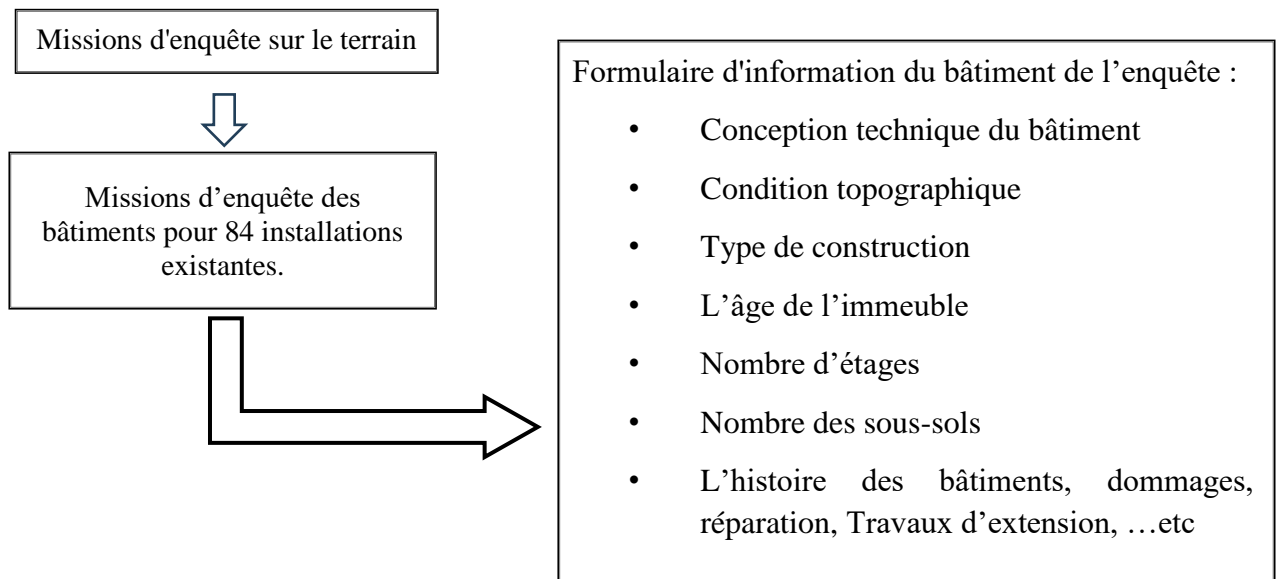 Missions d'enquête sur le terrain
Missions d’enquête des
bâtiments pour 84 installations
existantes.
Formulaire d'information du bâtiment de l’enquête :
• Conception technique du bâtiment
• Condition topographique
• Type de construction
• L’âge de l’immeuble
• Nombre d’étages
• Nombre des sous-sols
• L’histoire des bâtiments, dommages,
réparation, Travaux d’extension, …etc